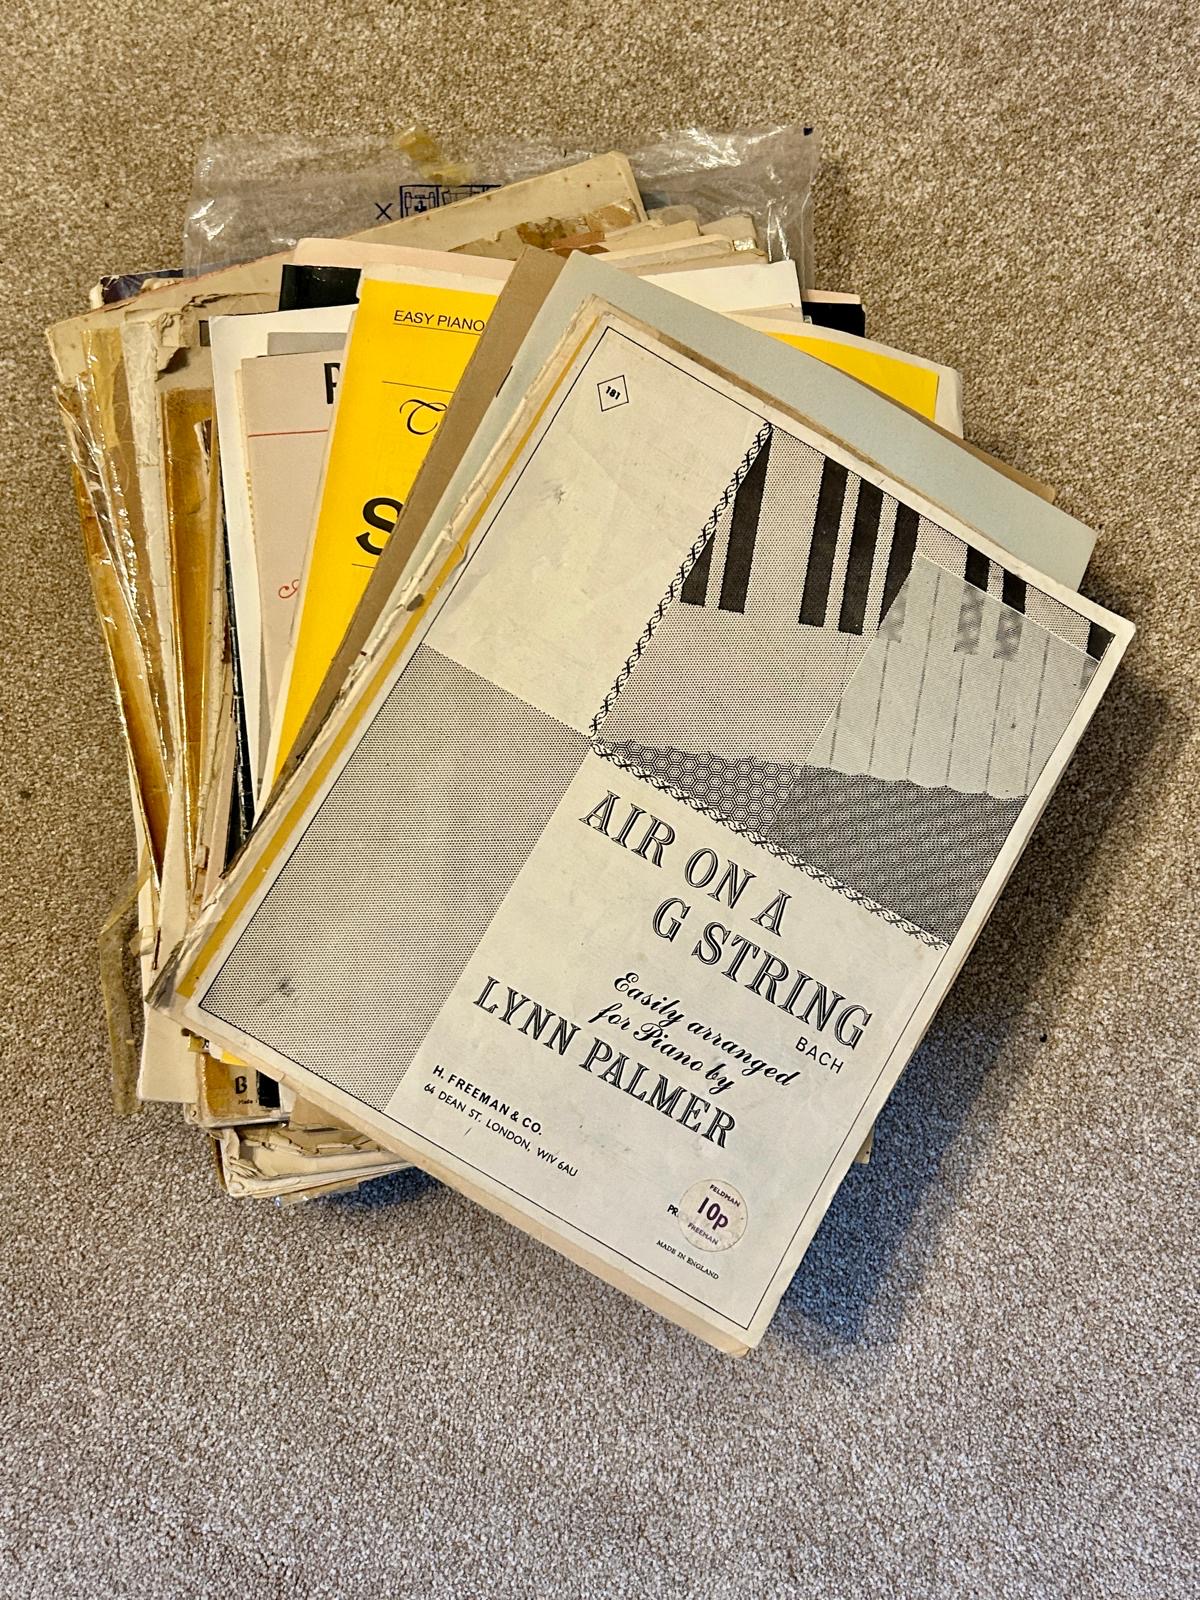 EASY PIANO
181
AIR ON A
G STRING
BACH
Easily arranged
for Piano by
LYNN PALMER
H. FREEMAN & CO.
64 DEAN ST. LONDON, W1V 6AU
FELDMAN
10p
FREEMAN
PR
MADE IN ENGLAND